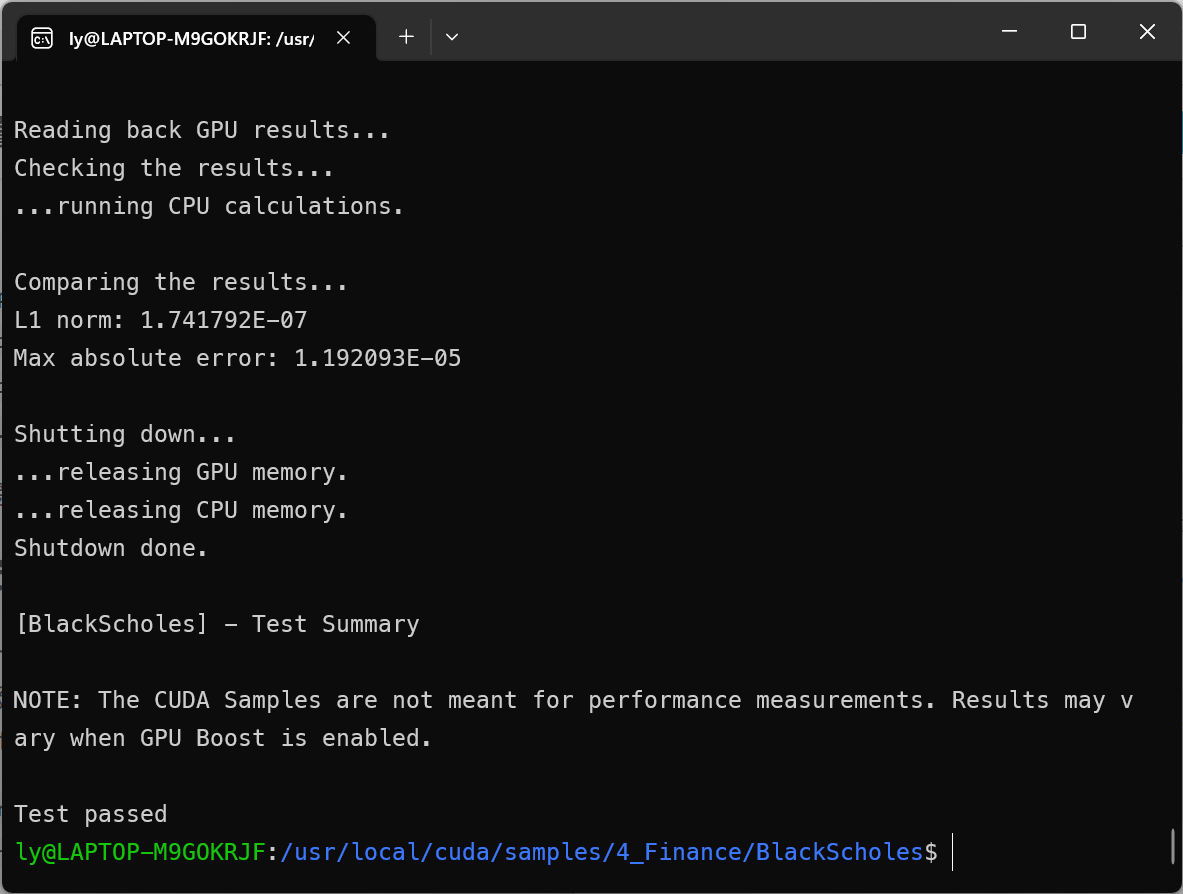 ly@LAPTOP-M9GOKRJF: /usr/
Reading back GPU results...
Checking the results...
...running CPU calculations.
Comparing the results...
L1 norm: 1.741792E-07
Max absolute error: 1.192093E-05
Shutting down...
...releasing GPU memory.
...releasing CPU memory.
Shutdown done.
[BlackScholes] - Test Summary
NOTE: The CUDA Samples are not meant for performance measurements. Results may v
ary when GPU Boost is enabled.
Test passed
ly@LAPTOP-M9GOKRJF:/usr/local/cuda/samples/4_Finance/BlackScholes$